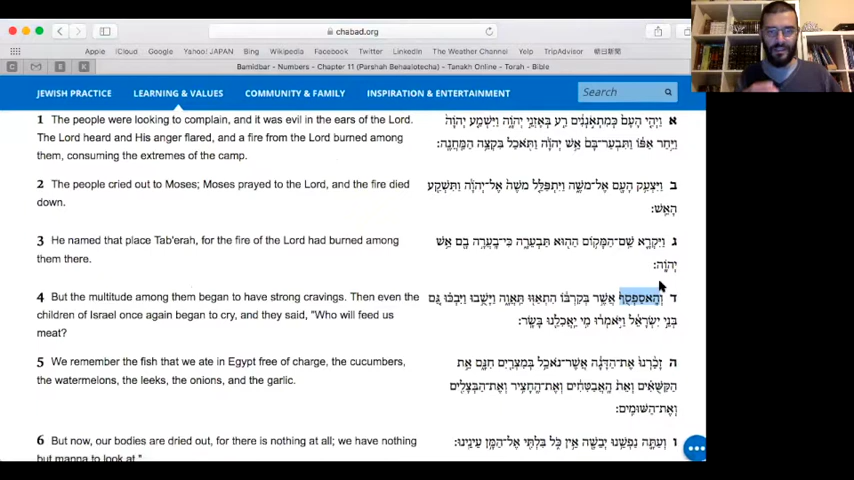 chabad.org
Apple iCloud Google Yahoo! JAPAN Bing Wikipedia Facebook Twitter LinkedIn The Weather Channel Yelp TripAdvisor 朝日新聞
Bamidbar - Numbers - Chapter 11 (Parshah Behaalotecha) - Tanakh Online - Torah - Bible
JEWISH PRACTICE LEARNING & VALUES COMMUNITY & FAMILY INSPIRATION & ENTERTAINMENT Search
1 The people were looking to complain, and it was evil in the ears of the Lord.
The Lord heard and His anger flared, and a fire from the Lord burned among
them, consuming the extremes of the camp.
א וַיְהִי הָעָם כְּמִתְאֹנְנִים רַע בְּאָזְנֵי יְהֹוָה וַיִּשְׁמַע יְהֹוָה
וַיִּחַר אַפּוֹ וַתִּבְעַר־בָּם אֵשׁ יְהֹוָה וַתֹּאכַל בִּקְצֵה הַמַּחֲנֶה:
2 The people cried out to Moses; Moses prayed to the Lord, and the fire died
down.
ב וַיִּצְעַק הָעָם אֶל־משֶׁה וַיִּתְפַּלֵּל משֶׁה אֶל־יְהֹוָה וַתִּשְׁקַע
הָאֵשׁ:
3 He named that place Tab'erah, for the fire of the Lord had burned among
them there.
ג וַיִּקְרָא שֵׁם־הַמָּקוֹם הַהוּא תַּבְעֵרָה כִּי־בָעֲרָה בָם אֵשׁ
יְהֹוָה:
4 But the multitude among them began to have strong cravings. Then even the
children of Israel once again began to cry, and they said, "Who will feed us
meat?
ד וְהָאסַפְסֻף אֲשֶׁר בְּקִרְבּוֹ הִתְאַוּוּ תַּאֲוָה וַיָּשֻׁבוּ וַיִּבְכּוּ גַּם
בְּנֵי יִשְׂרָאֵל וַיֹּאמְרוּ מִי יַאֲכִלֵנוּ בָּשָׂר:
5 We remember the fish that we ate in Egypt free of charge, the cucumbers,
the watermelons, the leeks, the onions, and the garlic.
ה זָכַרְנוּ אֶת־הַדָּגָה אֲשֶׁר־נֹאכַל בְּמִצְרַיִם חִנָּם אֵת
הַקִּשֻּׁאִים וְאֵת הָאֲבַטִּחִים וְאֶת־הֶחָצִיר וְאֶת־הַבְּצָלִים
וְאֶת־הַשּׁוּמִים:
6 But now, our bodies are dried out, for there is nothing at all; we have nothing
but manna to look at."
ו וְעַתָּה נַפְשֵׁנוּ יְבֵשָׁה אֵין כֹּל בִּלְתִּי אֶל־הַמָּן עֵינֵינוּ: